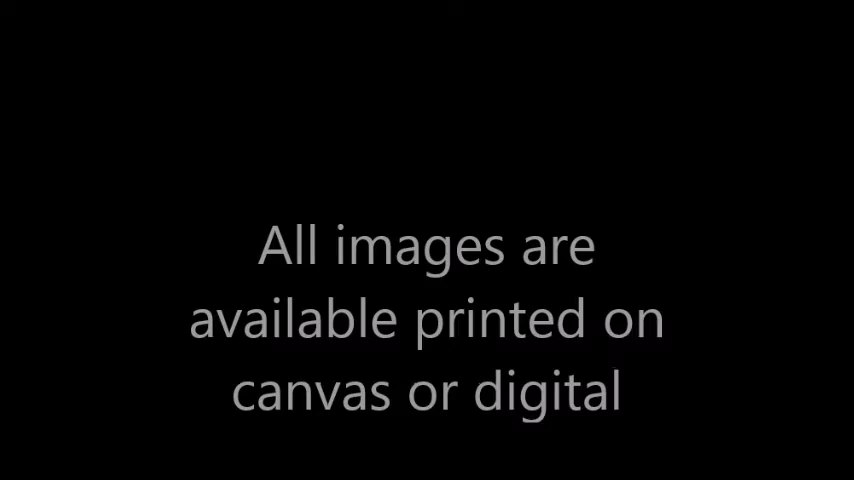 All images are
available printed on
canvas or digital